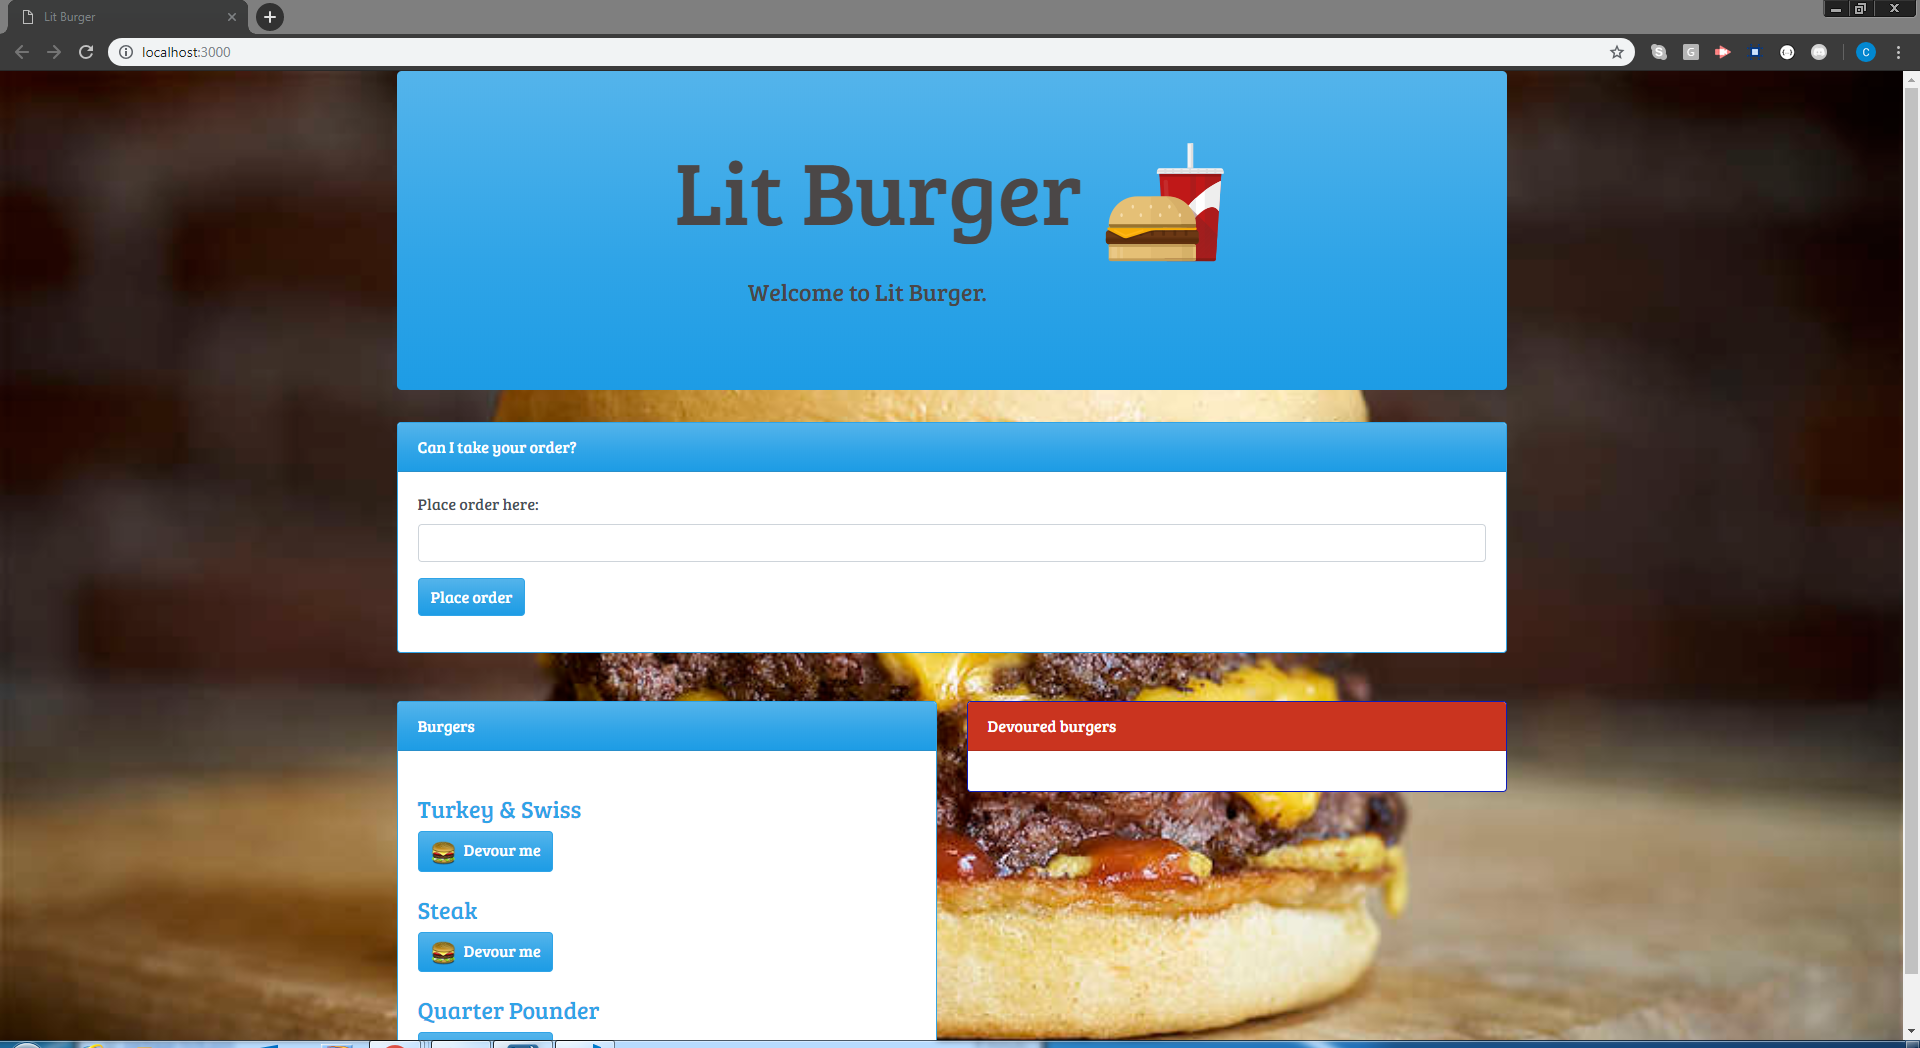 Lit Burger
localhost:3000
Lit Burger
Welcome to Lit Burger.
Can I take your order?
Place order here:
Place order
Burgers
Turkey & Swiss
Devour me
Steak
Devour me
Quarter Pounder
Devoured burgers